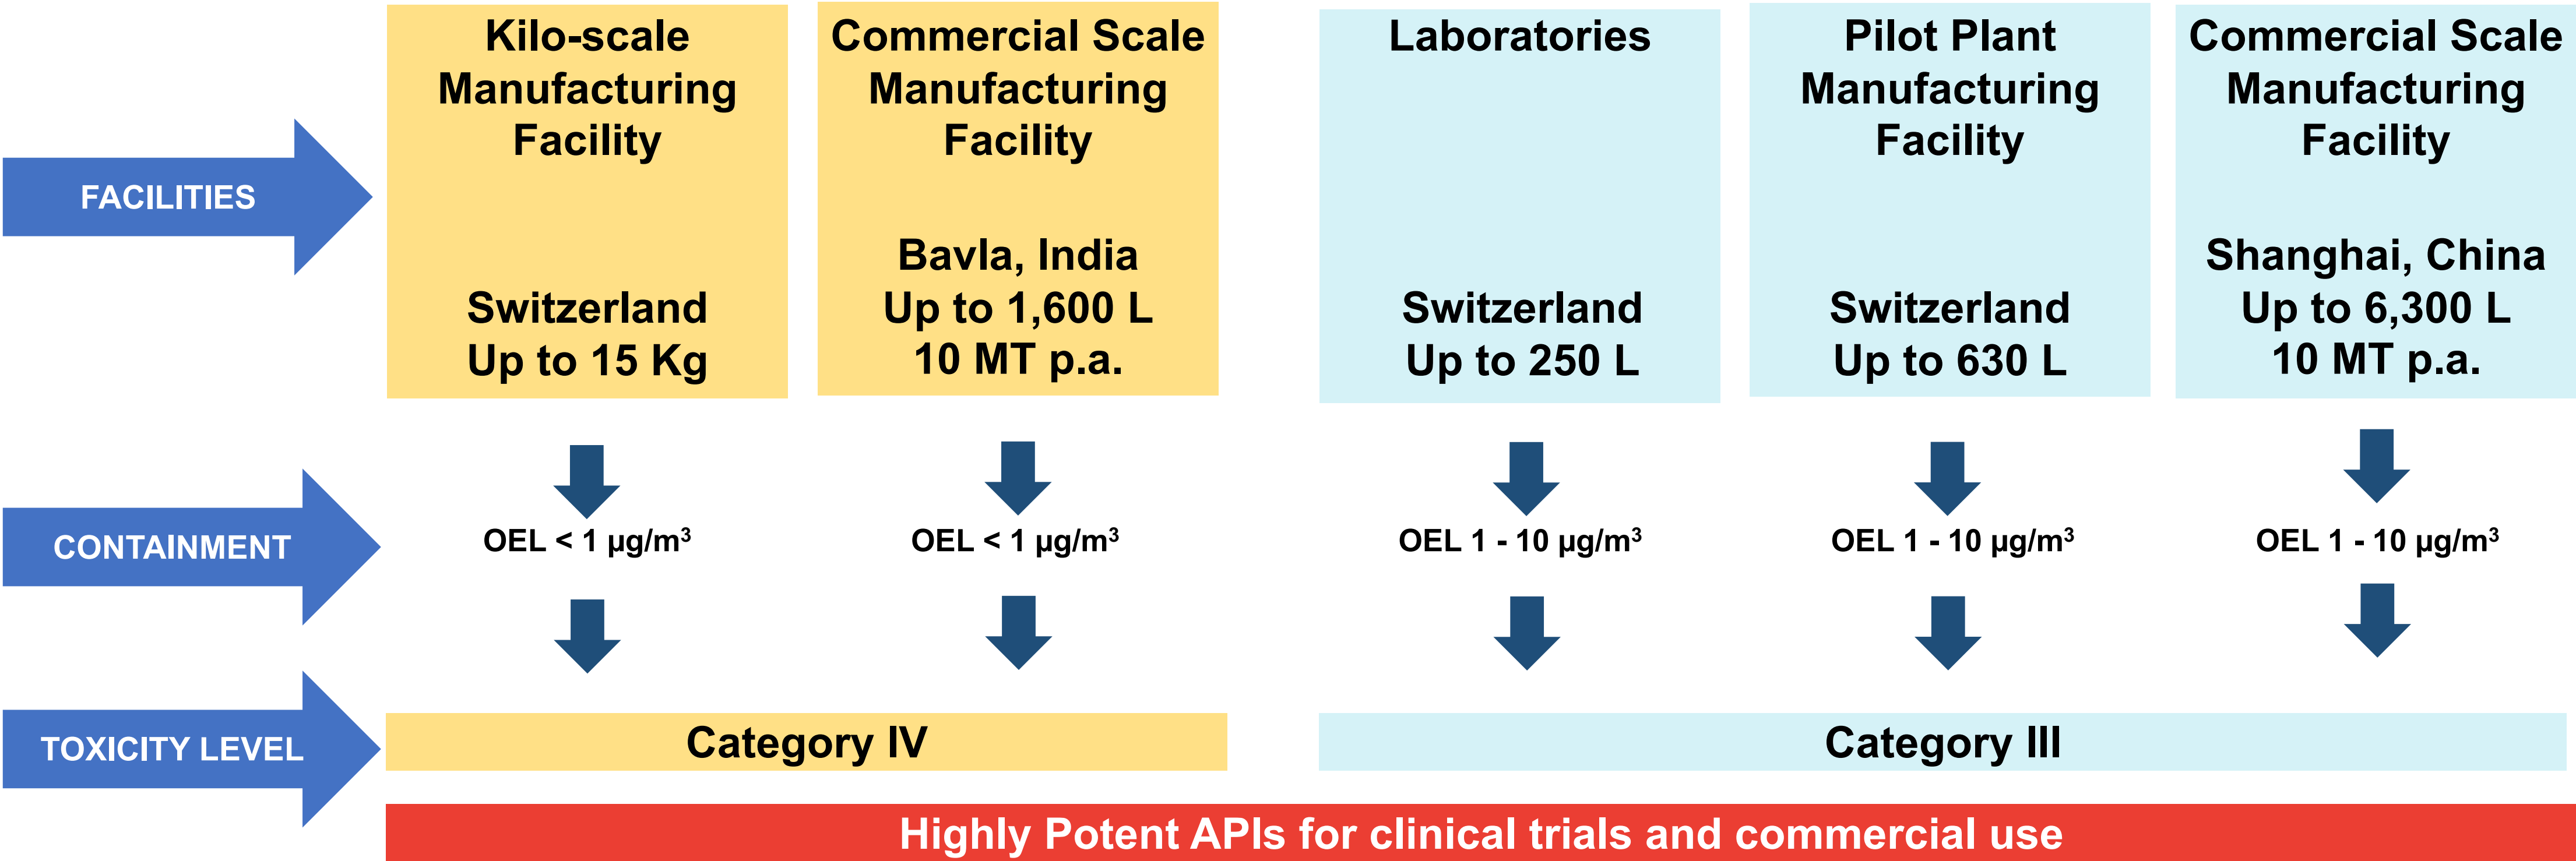 FACILITIES
Kilo-scale
Manufacturing
Facility
Switzerland
Up to 15 Kg
Commercial Scale
Manufacturing
Facility
Bavla, India
Up to 1,600 L
10 MT p.a.
Laboratories
Switzerland
Up to 250 L
Pilot Plant
Manufacturing
Facility
Switzerland
Up to 630 L
Commercial Scale
Manufacturing
Facility
Shanghai, China
Up to 6,300 L
10 MT p.a.
CONTAINMENT
OEL < 1 µg/m³
OEL < 1 µg/m³
OEL 1 - 10 µg/m³
OEL 1 - 10 µg/m³
OEL 1 - 10 µg/m³
TOXICITY LEVEL
Category IV
Category III
Highly Potent APIs for clinical trials and commercial use